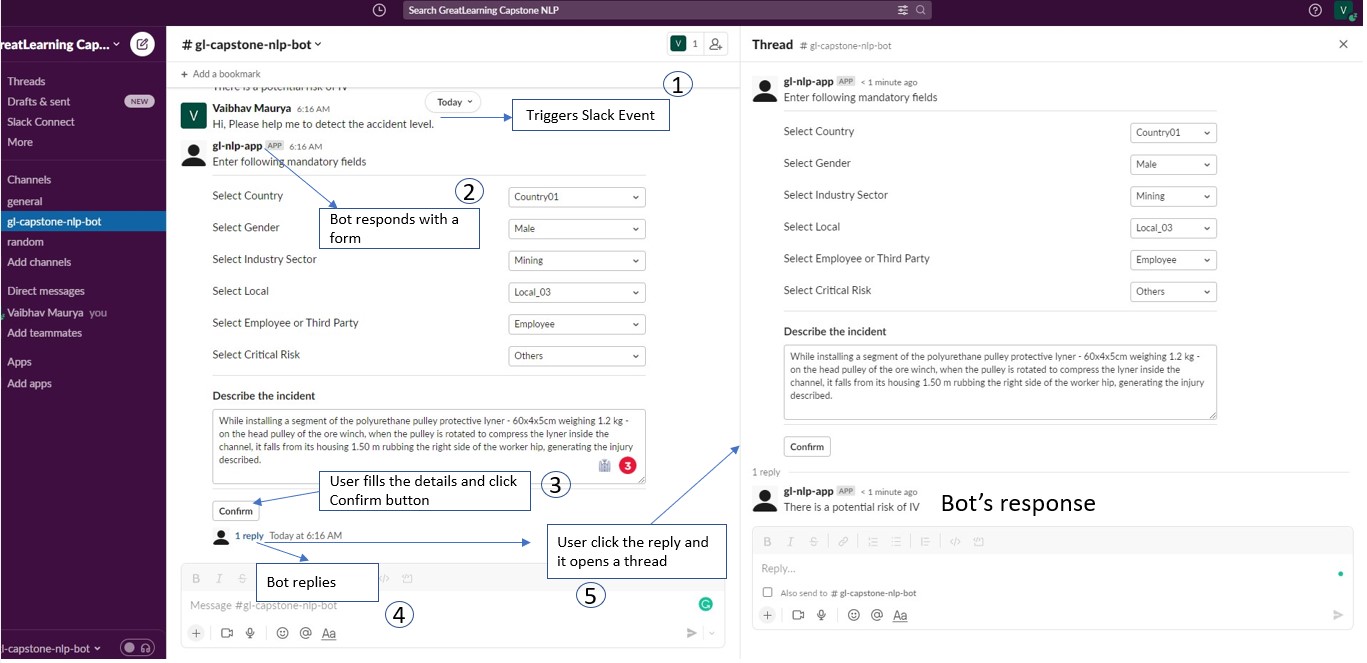 Search GreatLearning Capstone NLP
V
reatLearning Cap...
Threads
Drafts & sent
NEW
Slack Connect
More
Channels
general
gl-capstone-nlp-bot
random
Add channels
Direct messages
Vaibhav Maurya you
Add teammates
Apps
Add apps
l-capstone-nlp-bot
# gl-capstone-nlp-bot
V 1
+ Add a bookmark
There is a potential risk of IV
Today
1
V
Vaibhav Maurya 6:16 AM
Hi, Please help me to detect the accident level.
Triggers Slack Event
gl-nlp-app APP 6:16 AM
Enter following mandatory fields
2
Bot responds with a
form
Select Country
Country01
Select Gender
Male
Select Industry Sector
Mining
Select Local
Local_03
Select Employee or Third Party
Employee
Select Critical Risk
Others
Describe the incident
While installing a segment of the polyurethane pulley protective lyner - 60x4x5cm weighing 1.2 kg -
on the head pulley of the ore winch, when the pulley is rotated to compress the lyner inside the
channel, it falls from its housing 1.50 m rubbing the right side of the worker hip, generating the injury
described.
3
User fills the details and click
Confirm button
3
Confirm
1 reply Today at 6:16 AM
User click the reply and
it opens a thread
5
Bot replies
4
B I S
Message #gl-capstone-nlp-bot
G
+ @ Aa
Thread # gl-capstone-nlp-bot
gl-nlp-app APP < 1 minute ago
Enter following mandatory fields
Select Country
Country01
Select Gender
Male
Select Industry Sector
Mining
Select Local
Local_03
Select Employee or Third Party
Employee
Select Critical Risk
Others
Describe the incident
While installing a segment of the polyurethane pulley protective lyner - 60x4x5cm weighing 1.2 kg -
on the head pulley of the ore winch, when the pulley is rotated to compress the lyner inside the
channel, it falls from its housing 1.50 m rubbing the right side of the worker hip, generating the injury
described.
Confirm
1 reply
gl-nlp-app APP < 1 minute ago
There is a potential risk of IV
Bot's response
B I S
Reply...
Also send to # gl-capstone-nlp-bot
+ @ Aa